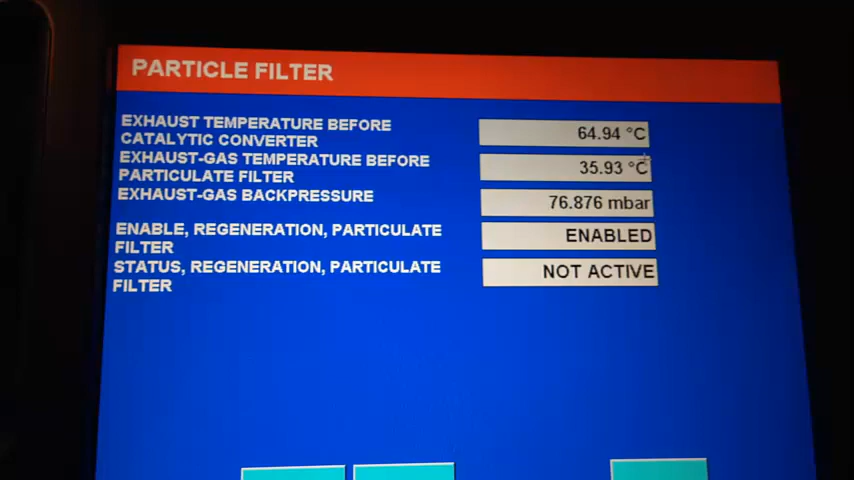 PARTICLE FILTER
EXHAUST TEMPERATURE BEFORE
CATALYTIC CONVERTER
64.94 °C
EXHAUST-GAS TEMPERATURE BEFORE
PARTICULATE FILTER
35.93 °C
EXHAUST-GAS BACKPRESSURE
76.876 mbar
ENABLE, REGENERATION, PARTICULATE
FILTER
ENABLED
STATUS, REGENERATION, PARTICULATE
FILTER
NOT ACTIVE